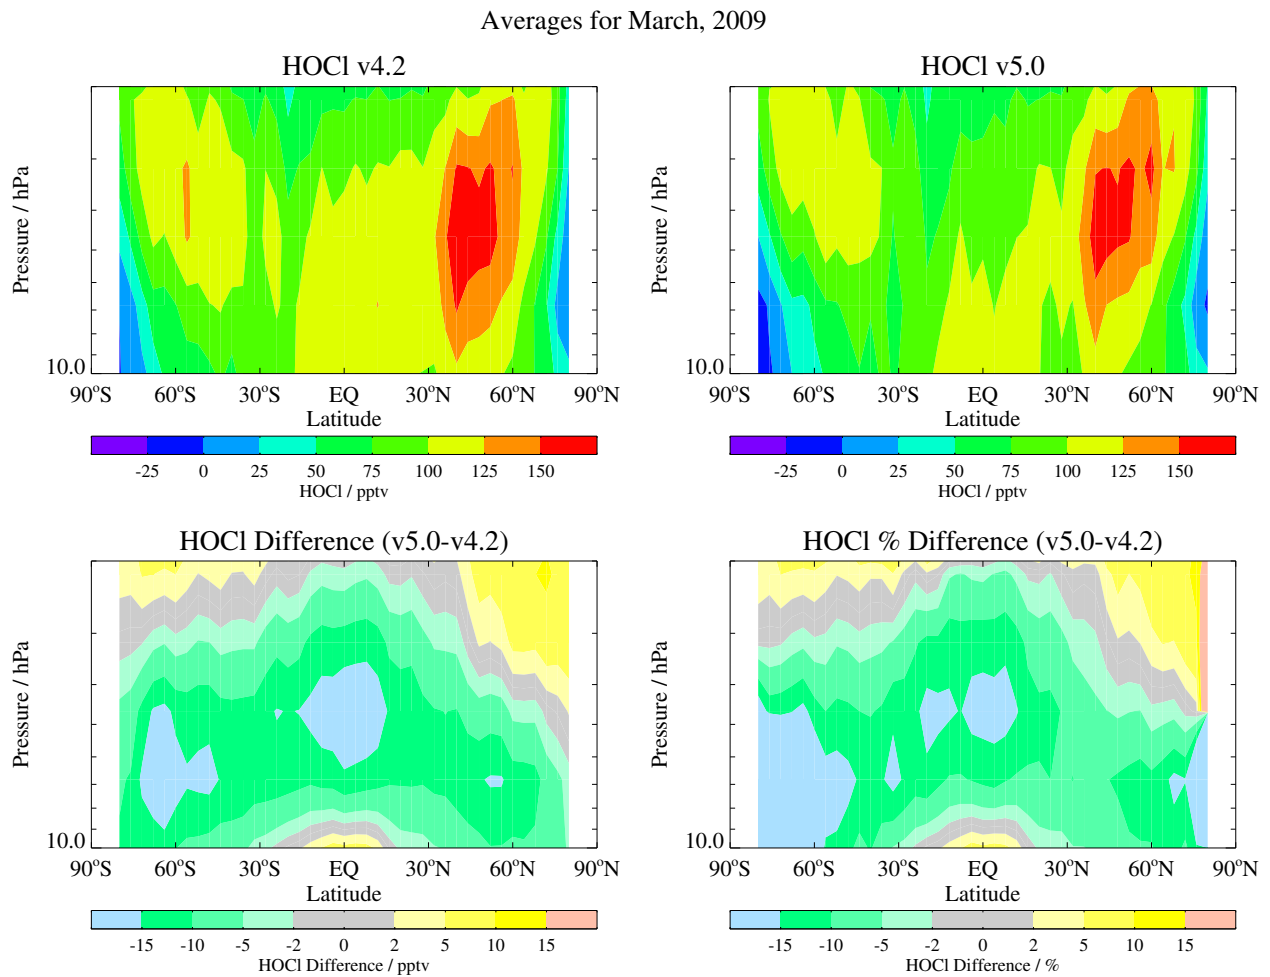 Averages for March, 2009
HOCl v4.2
Pressure / hPa
10.0
90°S 60°S 30°S EQ 30°N 60°N 90°N
Latitude
-25 0 25 50 75 100 125 150
HOCl / pptv
HOCl v5.0
Pressure / hPa
10.0
90°S 60°S 30°S EQ 30°N 60°N 90°N
Latitude
-25 0 25 50 75 100 125 150
HOCl / pptv
HOCl Difference (v5.0-v4.2)
Pressure / hPa
10.0
90°S 60°S 30°S EQ 30°N 60°N 90°N
Latitude
-15 -10 -5 -2 0 2 5 10 15
HOCl Difference / pptv
HOCl % Difference (v5.0-v4.2)
Pressure / hPa
10.0
90°S 60°S 30°S EQ 30°N 60°N 90°N
Latitude
-15 -10 -5 -2 0 2 5 10 15
HOCl Difference / %